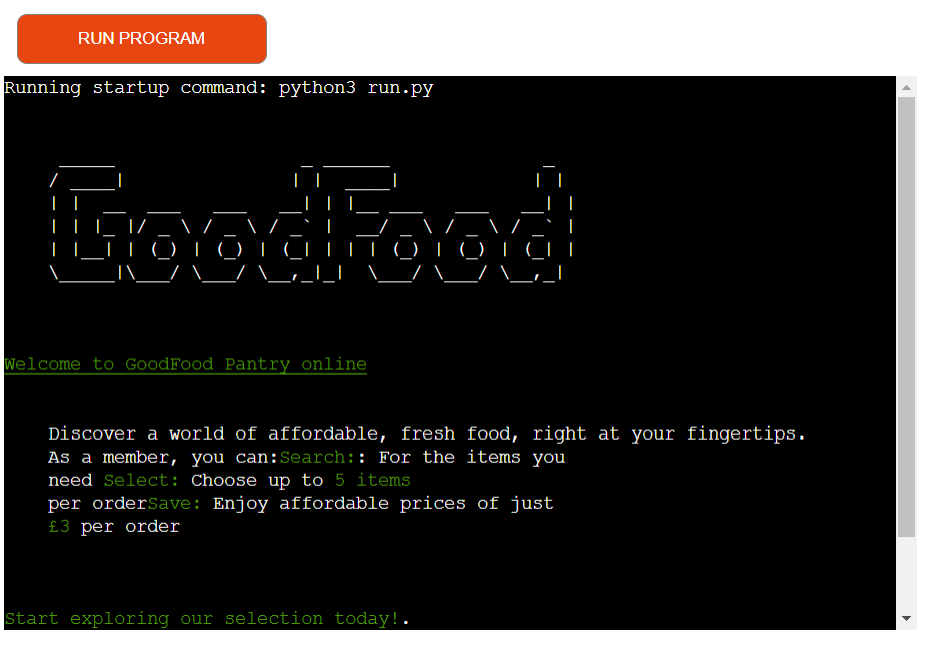 RUN PROGRAM
Running startup command: python3 run.py
GoodFood
Welcome to GoodFood Pantry online
Discover a world of affordable, fresh food, right at your fingertips.
As a member, you can:Search:: For the items you
need Select: Choose up to 5 items
per orderSave: Enjoy affordable prices of just
£3 per order
Start exploring our selection today!.